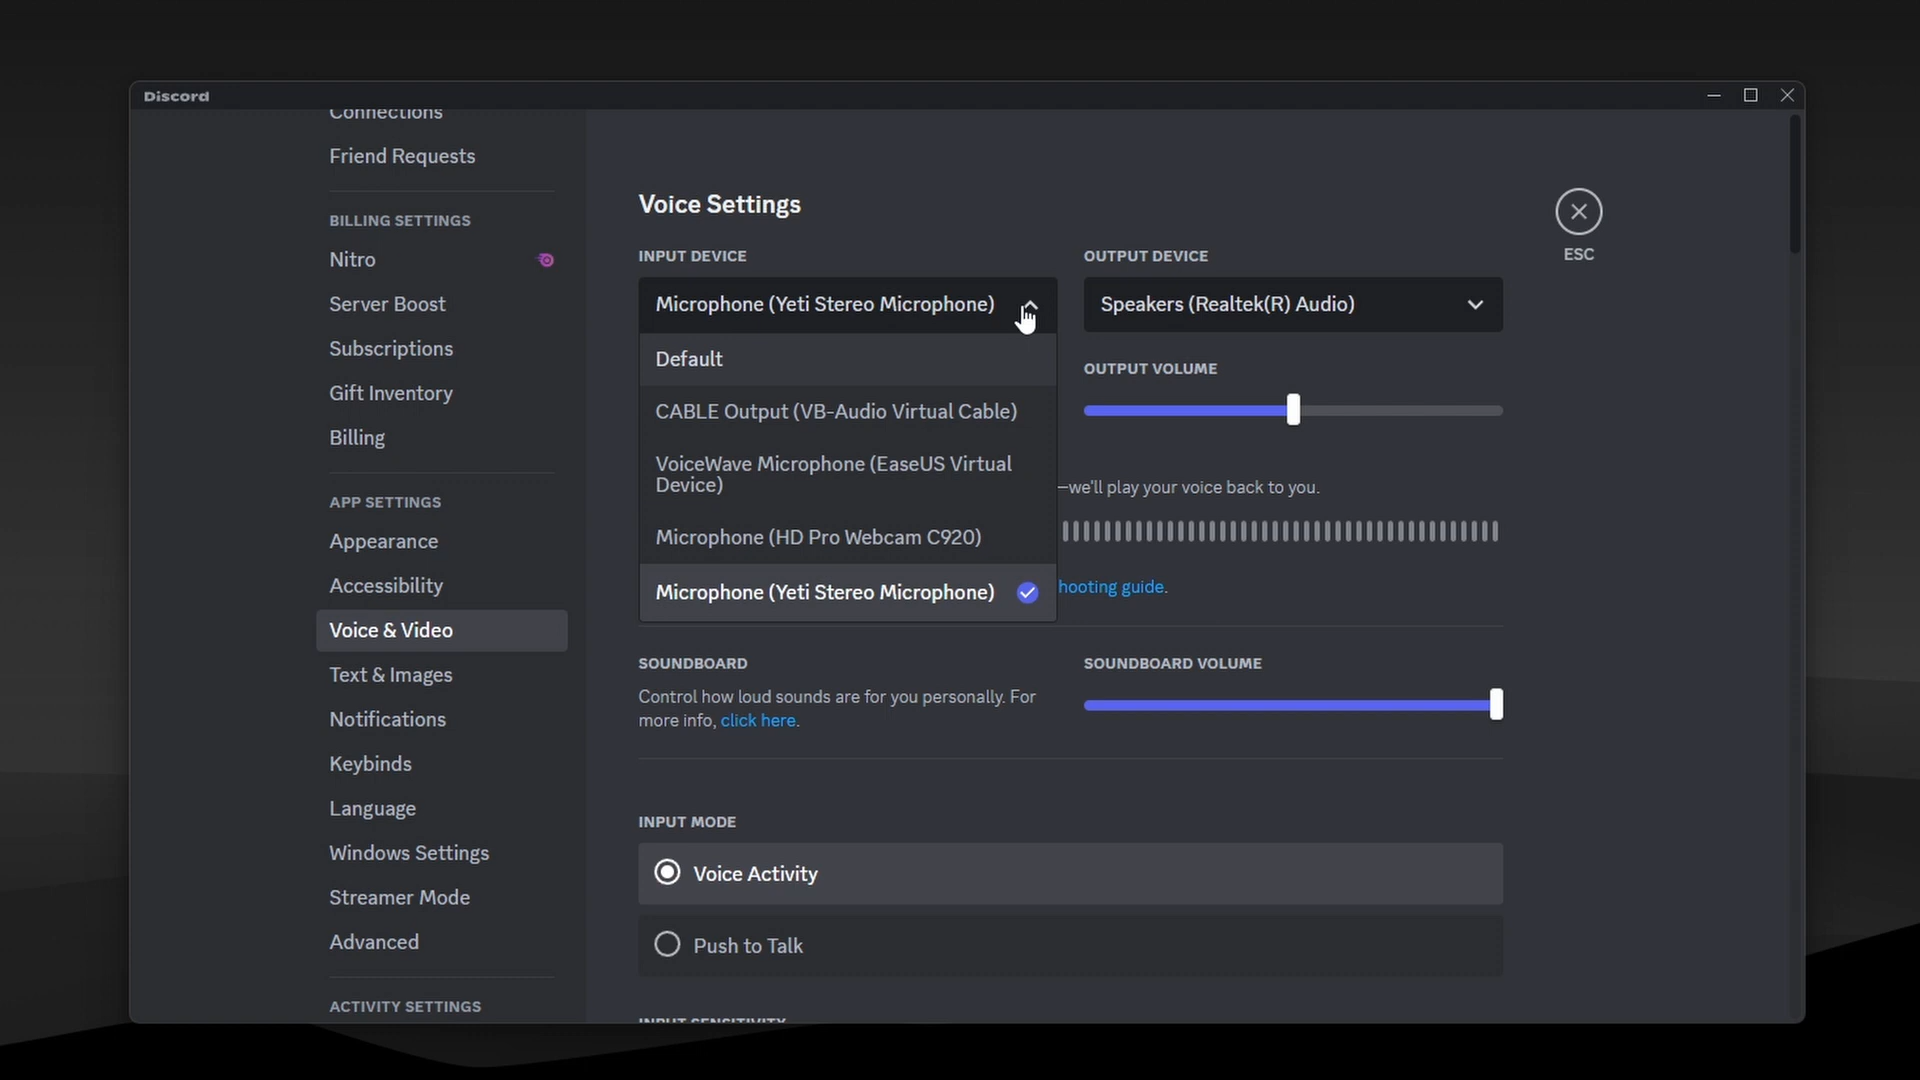 Discord
Connections
Friend Requests
BILLING SETTINGS
Nitro
Server Boost
Subscriptions
Gift Inventory
Billing
APP SETTINGS
Appearance
Accessibility
Voice & Video
Text & Images
Notifications
Keybinds
Language
Windows Settings
Streamer Mode
Advanced
ACTIVITY SETTINGS
Voice Settings
ESC
INPUT DEVICE
Microphone (Yeti Stereo Microphone)
Default
CABLE Output (VB-Audio Virtual Cable)
VoiceWave Microphone (EaseUS Virtual
Device)
Microphone (HD Pro Webcam C920)
Microphone (Yeti Stereo Microphone)
OUTPUT DEVICE
Speakers (Realtek(R) Audio)
OUTPUT VOLUME
—we'll play your voice back to you.
hooting guide.
SOUNDBOARD
Control how loud sounds are for you personally. For
more info, click here.
SOUNDBOARD VOLUME
INPUT MODE
Voice Activity
Push to Talk
INPUT SENSITIVITY